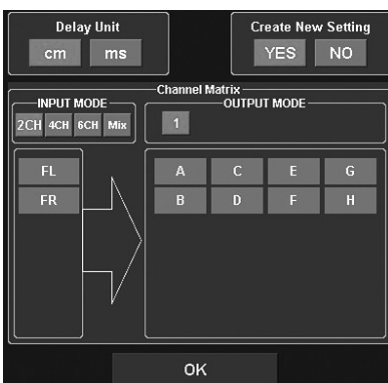 Delay Unit
cm ms
Create New Setting
YES NO
Channel Matrix
INPUT MODE
2CH 4CH 6CH Mix
OUTPUT MODE
1
FL
FR
A C E G
B D F H
OK